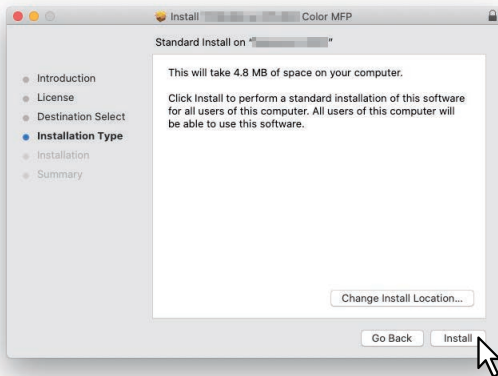 Install Color MFP
Standard Install on “ ”
Introduction
License
Destination Select
Installation Type
Installation
Summary
This will take 4.8 MB of space on your computer.
Click Install to perform a standard installation of this software
for all users of this computer. All users of this computer will
be able to use this software.
Change Install Location...
Go Back Install